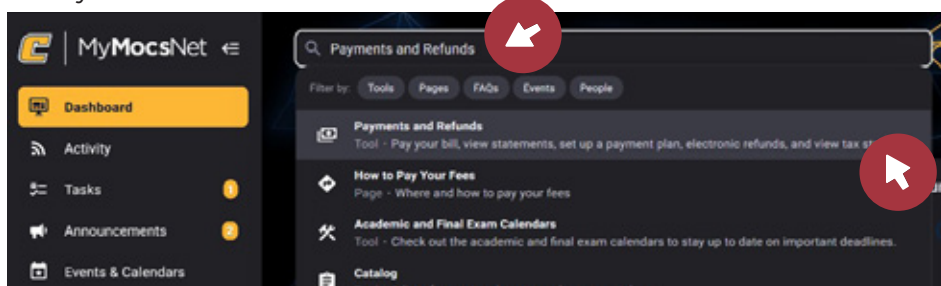 C | MyMocsNet
Payments and Refunds
Filter by: Tools Pages FAQs Events People
Dashboard
Payments and Refunds
Tool - Pay your bill, view statements, set up a payment plan, electronic refunds, and view tax
Activity
How to Pay Your Fees
Page - Where and how to pay your fees
Tasks 1
Academic and Final Exam Calendars
Tool - Check out the academic and final exam calendars to stay up to date on important deadlines.
Announcements 2
Events & Calendars
Catalog